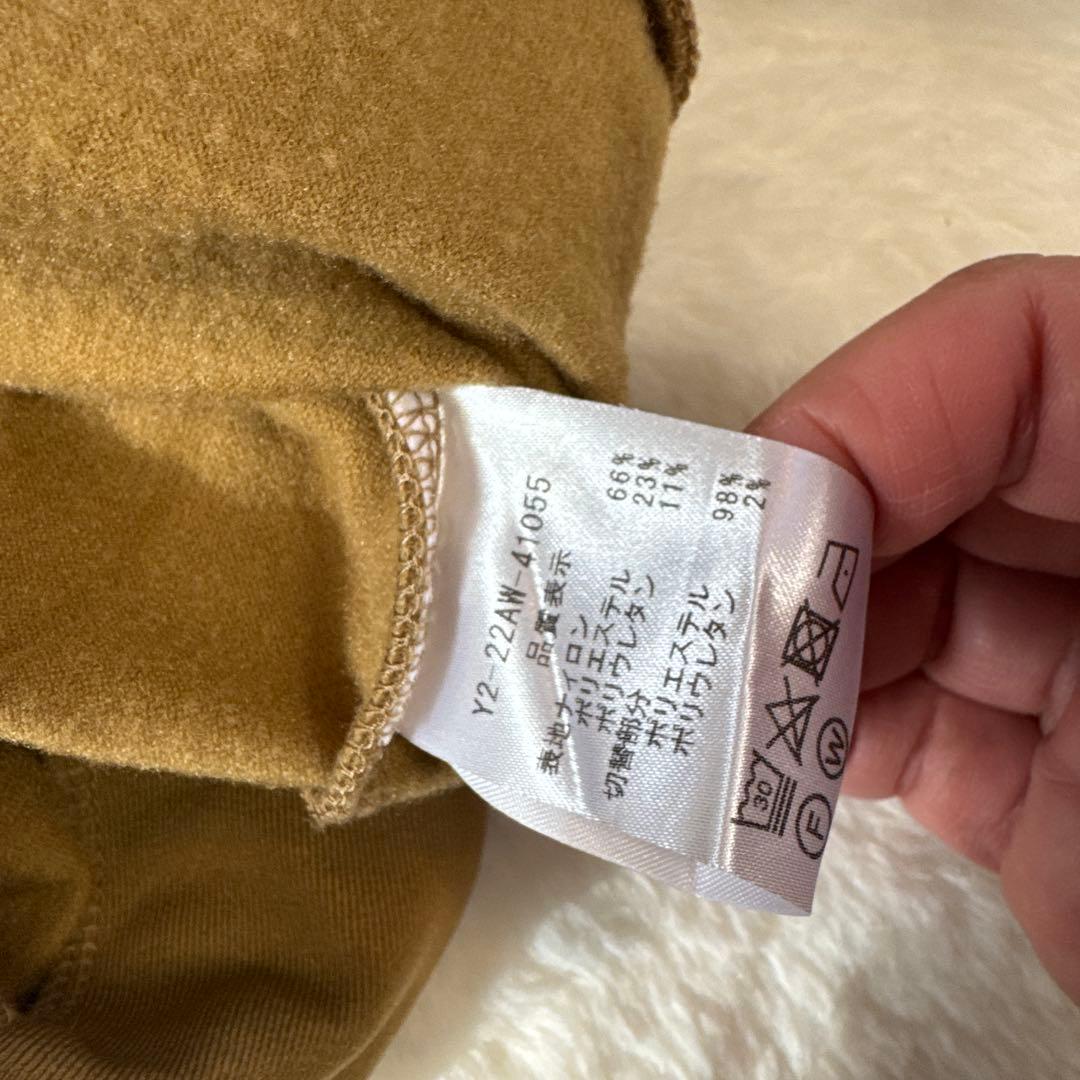 Y2-22AW-41055
品質表示
表地 ナイロン 66%
ポリエステル 23%
ポリウレタン 11%
切替部分
ポリエステル 98%
ポリウレタン 2%
30
W
F